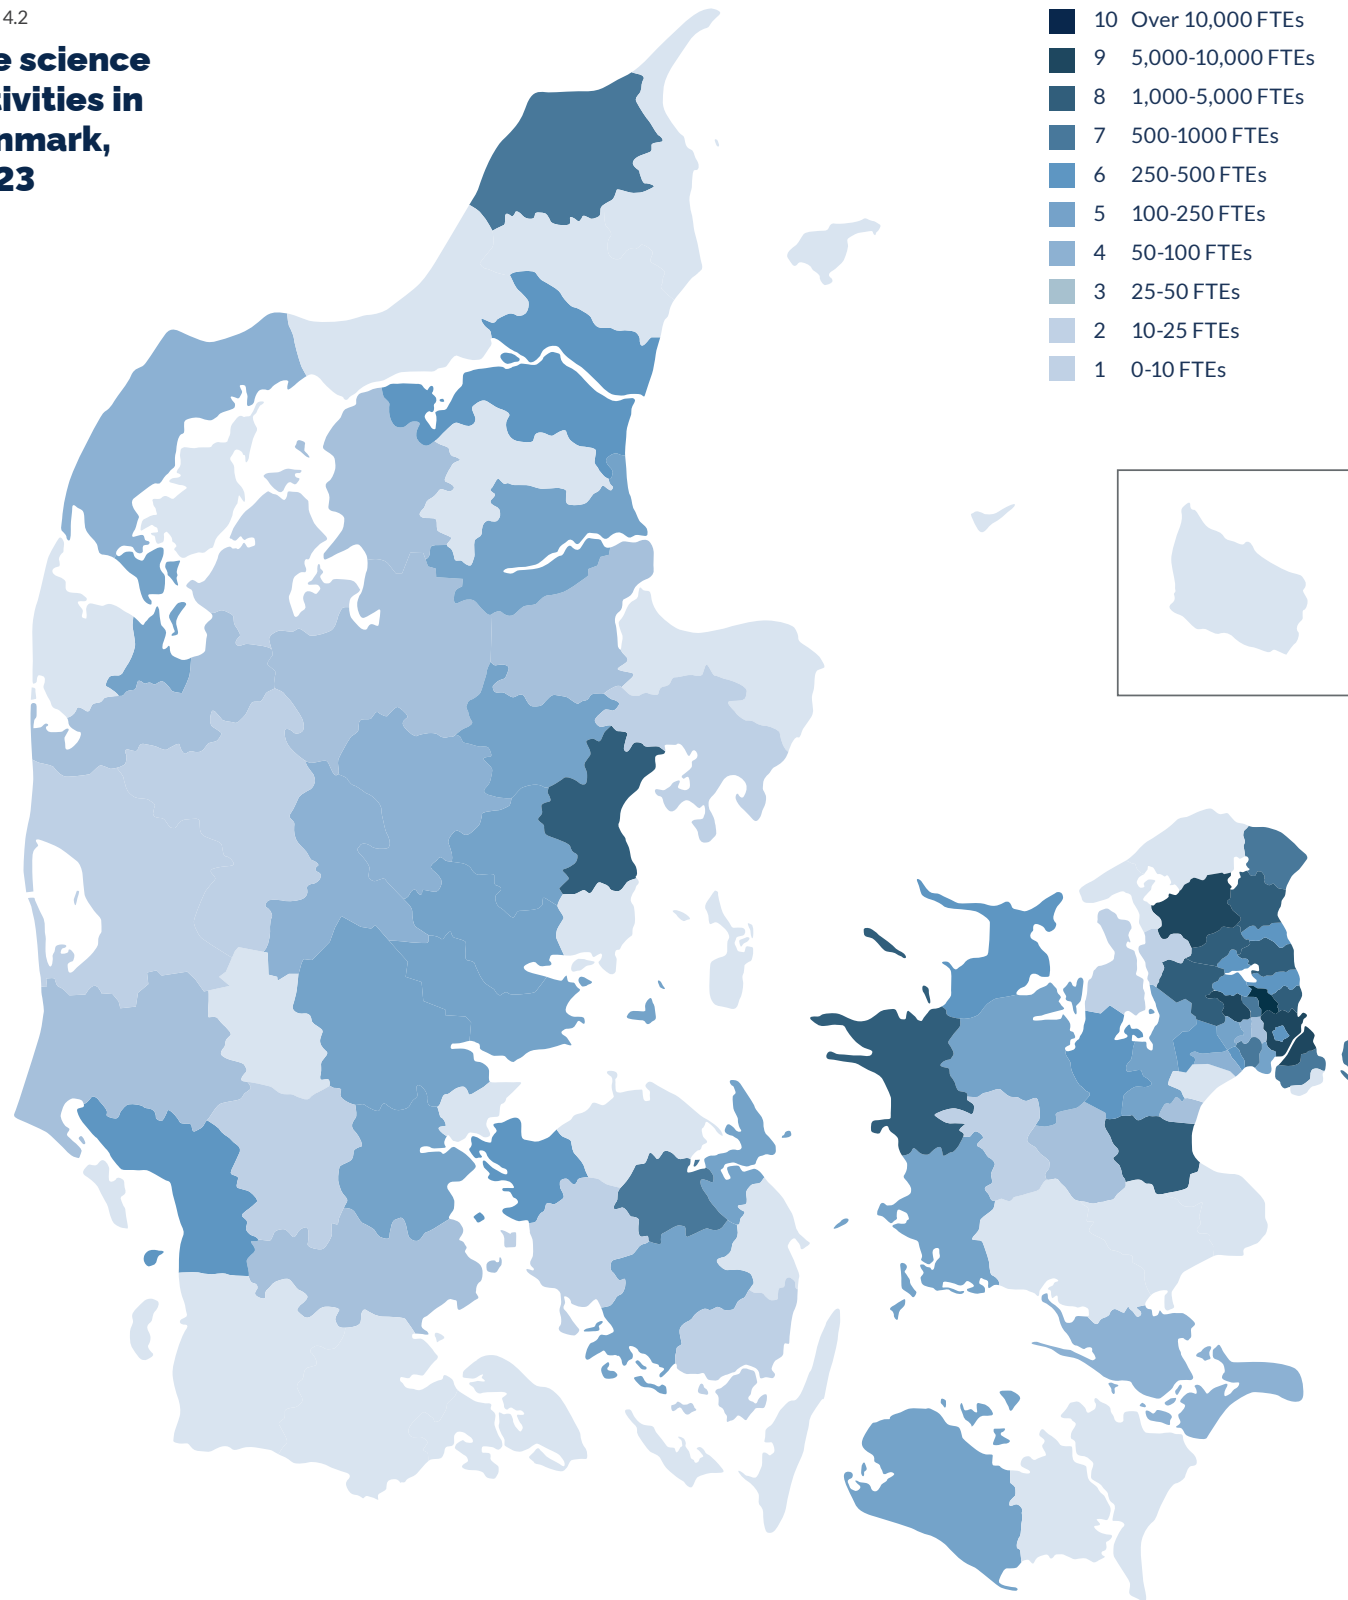 4.2
e science
tivities in
nmark,
23
10 Over 10,000 FTEs
9 5,000-10,000 FTEs
8 1,000-5,000 FTEs
7 500-1000 FTEs
6 250-500 FTEs
5 100-250 FTEs
4 50-100 FTEs
3 25-50 FTEs
2 10-25 FTEs
1 0-10 FTEs